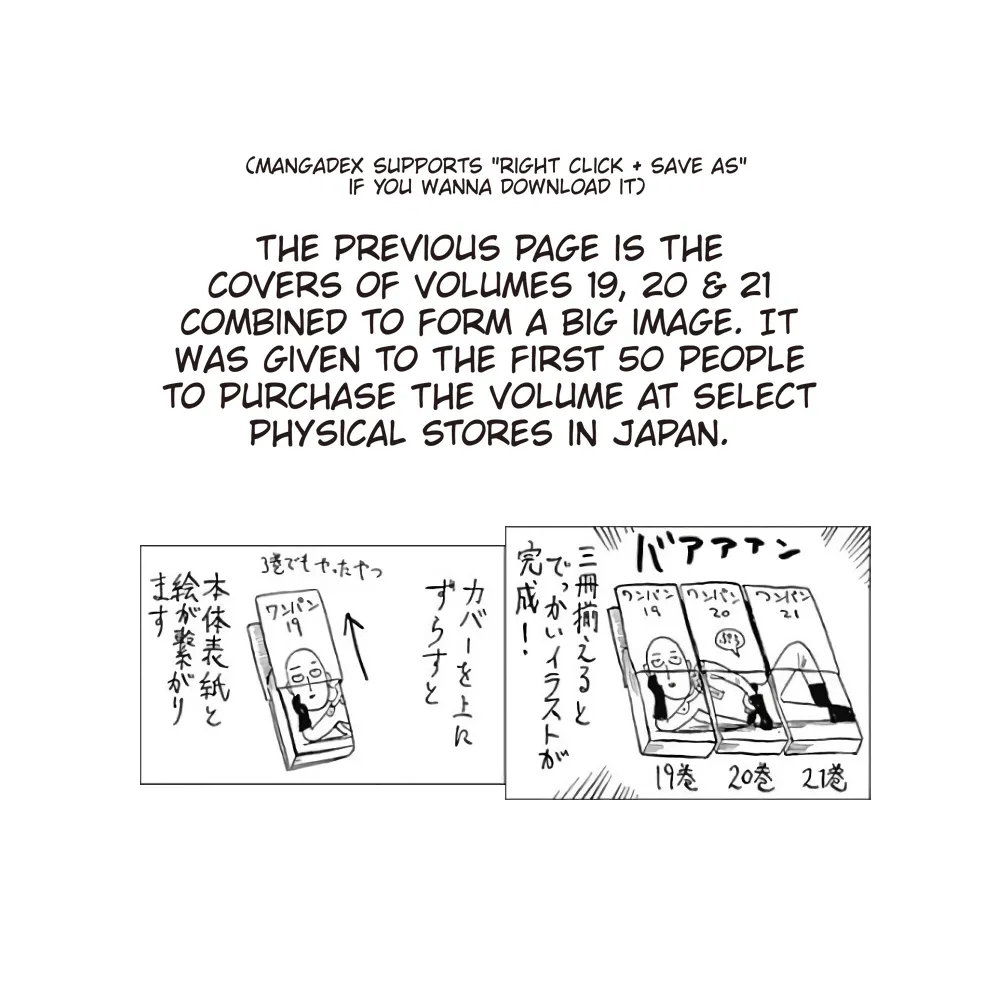 (MANGADEX SUPPORTS "RIGHT CLICK + SAVE AS"
IF YOU WANNA DOWNLOAD IT)
THE PREVIOUS PAGE IS THE
COVERS OF VOLUMES 19, 20 & 21
COMBINED TO FORM A BIG IMAGE. IT
WAS GIVEN TO THE FIRST 50 PEOPLE
TO PURCHASE THE VOLUME AT SELECT
PHYSICAL STORES IN JAPAN.
カバーを上に
ずらすと
3巻でもやったやつ
ワンパン
19
本体表紙と
絵が繋がり
ます
バァァァン
三冊揃えると
でっかいイラストが
完成!
ワンパン
19
ワンパン
20
ワンパン
21
ぷぅ
19巻
20巻
21巻